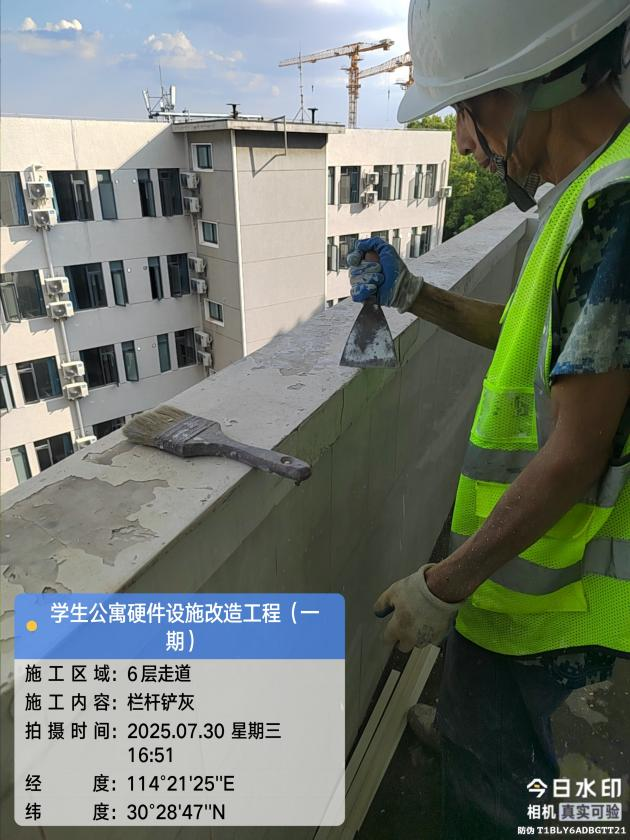 学生公寓硬件设施改造工程（一
期）
施工区域：6层走道
施工内容：栏杆铲灰
拍摄时间：2025.07.30 星期三
16:51
经度：114°21'25"E
纬度：30°28'47"N
今日水印
相机 真实可验
防伪 T1BLY6ADBGTT23